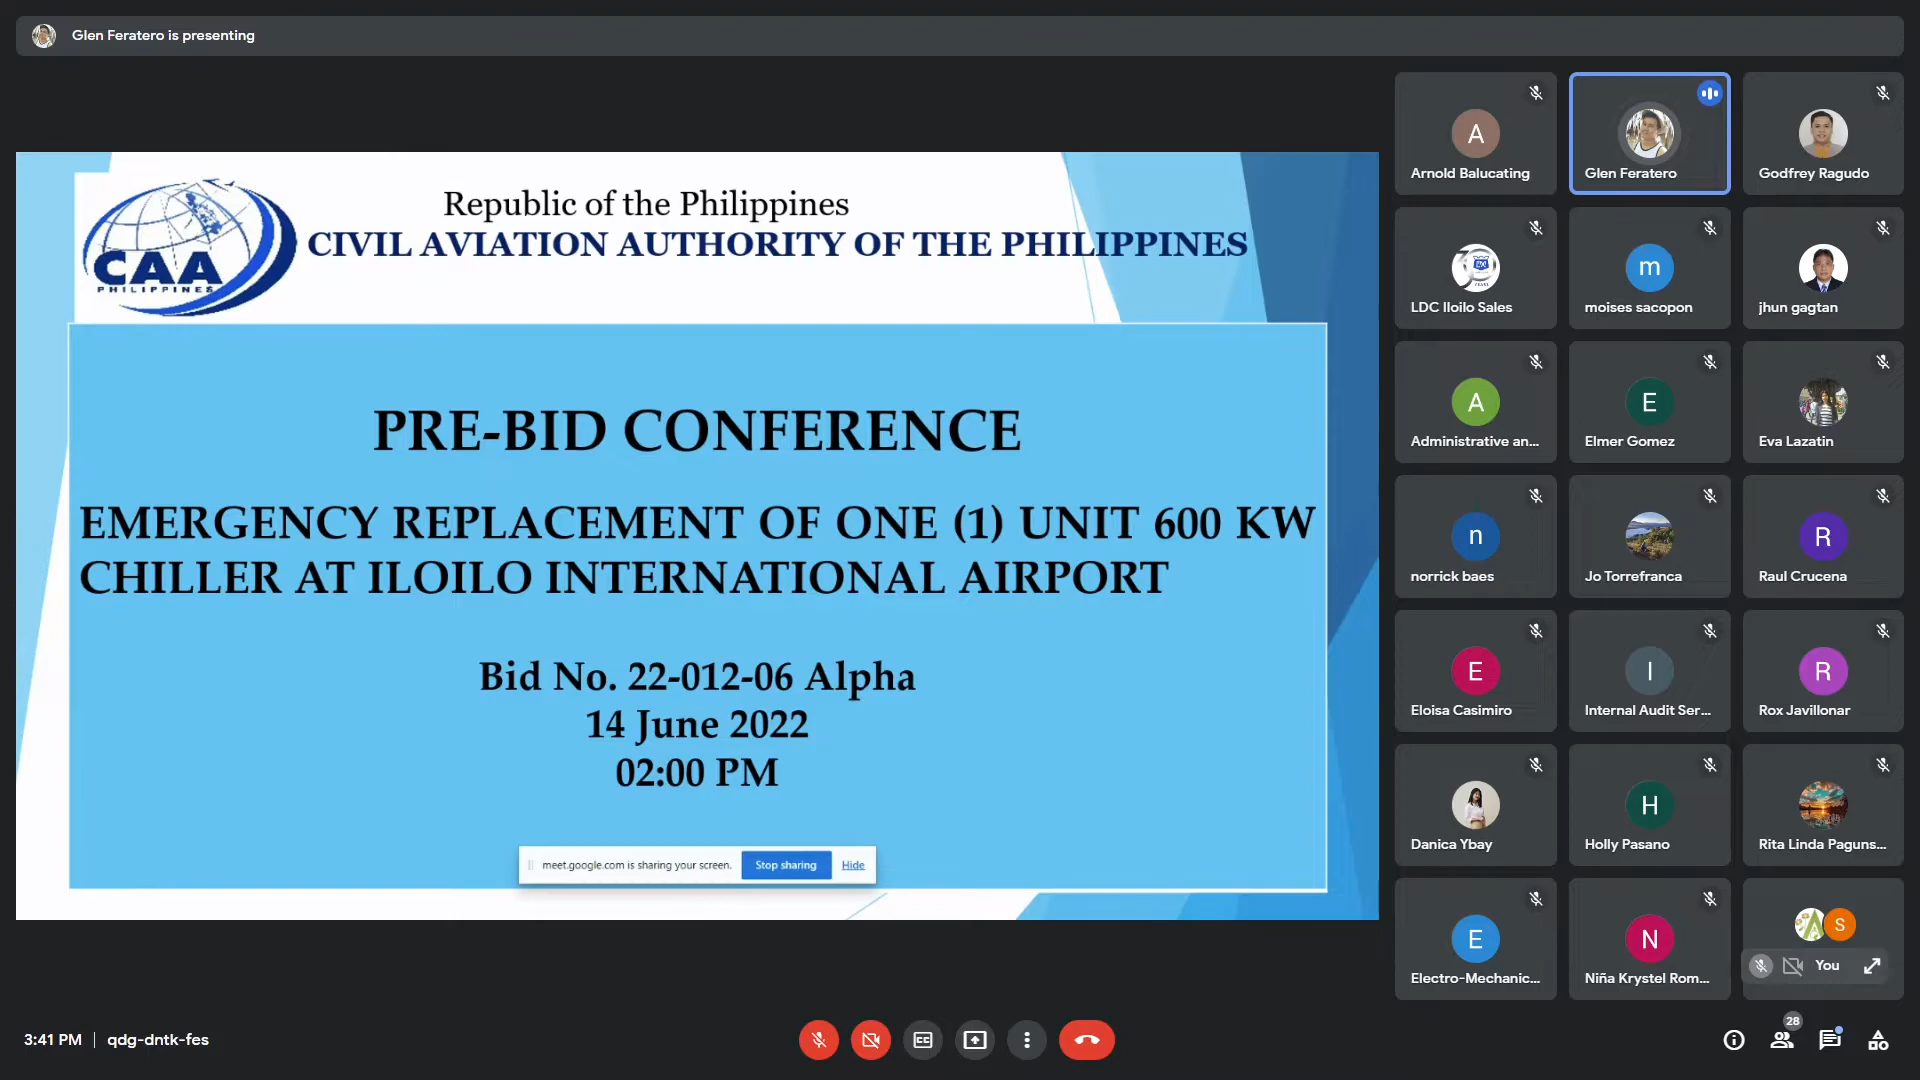 Glen Feratero is presenting
CAA
PHILIPPINES
Republic of the Philippines
CIVIL AVIATION AUTHORITY OF THE PHILIPPINES
PRE-BID CONFERENCE
EMERGENCY REPLACEMENT OF ONE (1) UNIT 600 KW
CHILLER AT ILOILO INTERNATIONAL AIRPORT
Bid No. 22-012-06 Alpha
14 June 2022
02:00 PM
meet.google.com is sharing your screen. Stop sharing Hide
A
Arnold Balucating
Glen Feratero
Godfrey Ragudo
LDC Iloilo Sales
m
moises sacopon
jhun gagtan
A
Administrative an...
E
Elmer Gomez
Eva Lazatin
n
norrick baes
Jo Torrefranca
R
Raul Crucena
E
Eloisa Casimiro
I
Internal Audit Ser...
R
Rox Javillonar
Danica Ybay
H
Holly Pasano
Rita Linda Paguns...
E
Electro-Mechanic...
N
Niña Krystel Rom...
S
You
3:41 PM | qdg-dntk-fes
CC
28